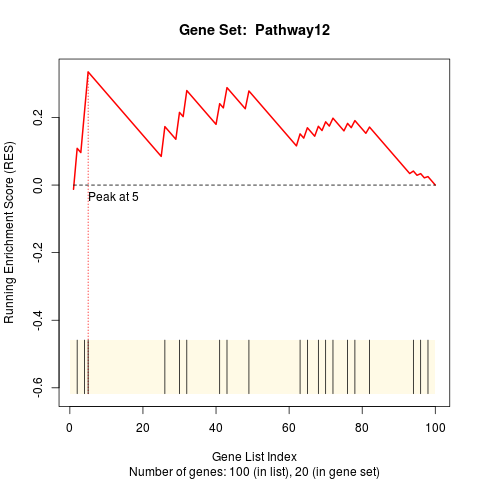 Gene Set:  Pathway12
Running Enrichment Score (RES)
0.2
0.0
-0.2
-0.4
-0.6
Peak at 5
0 20 40 60 80 100
Gene List Index
Number of genes: 100 (in list), 20 (in gene set)